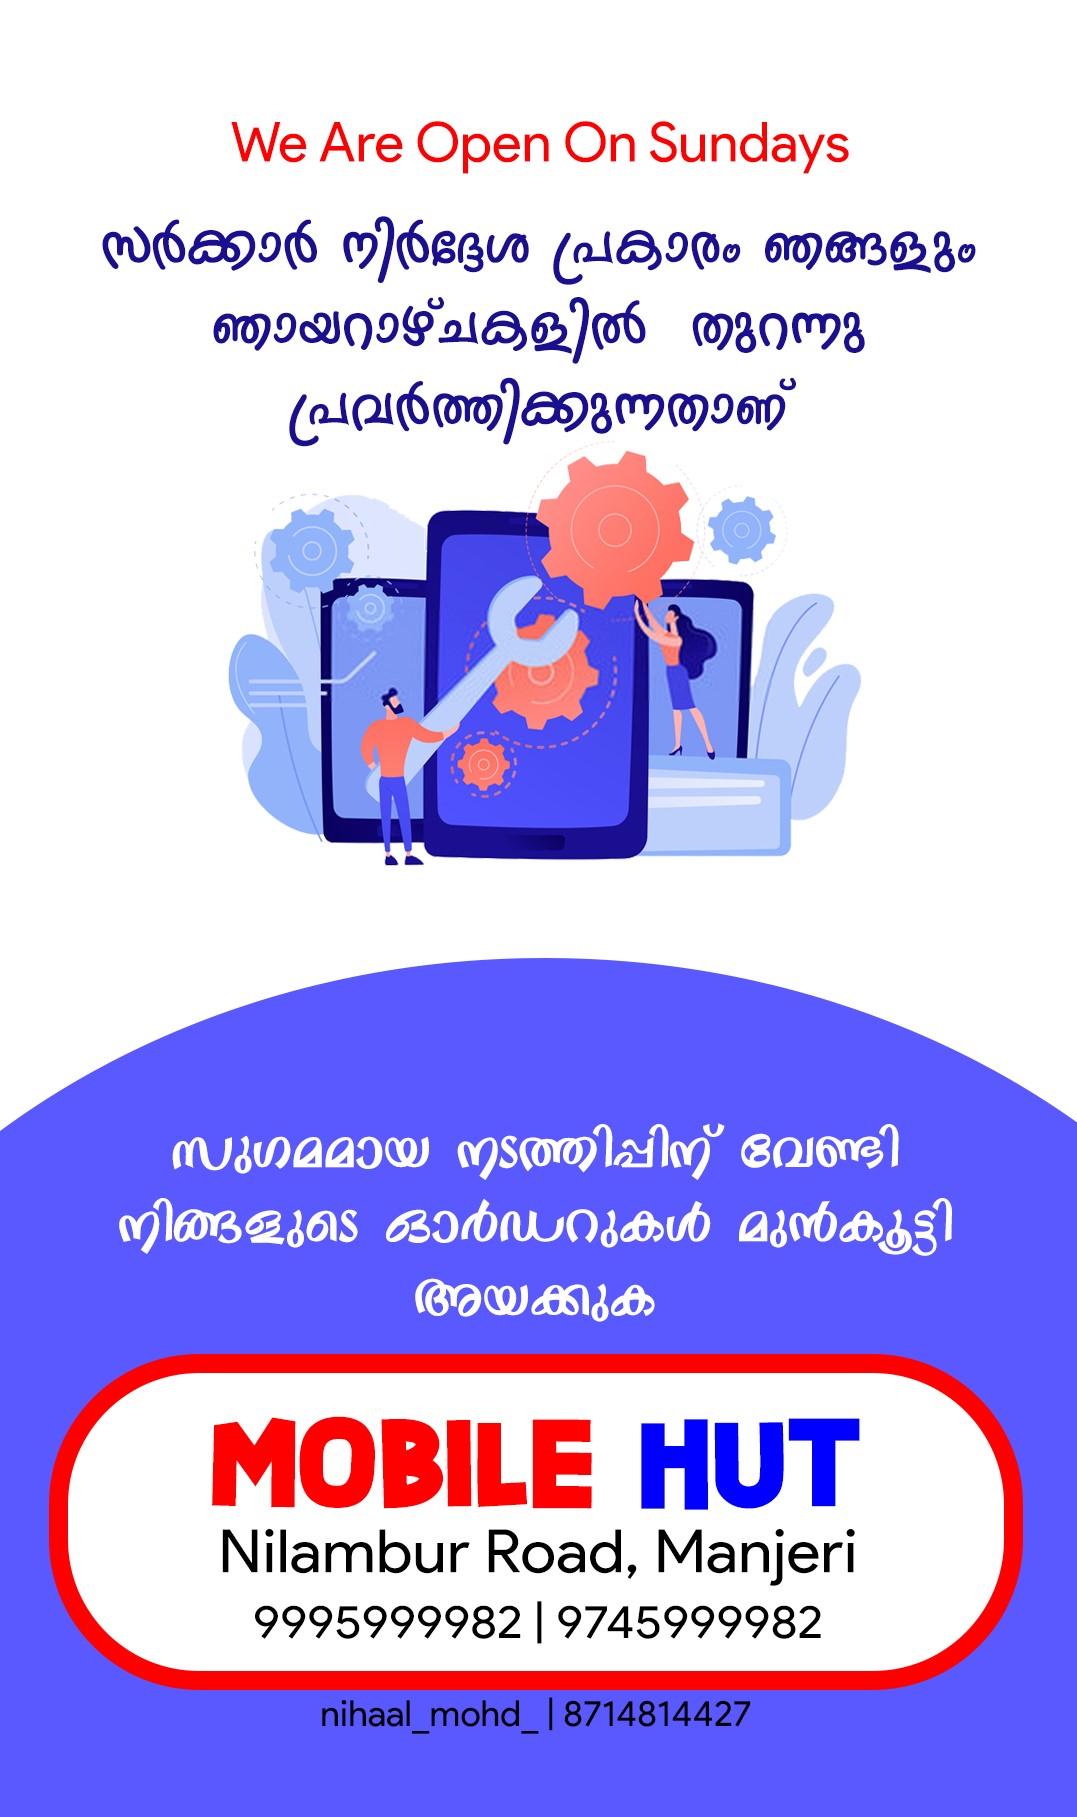 We Are Open On Sundays
സർക്കാർ നിർദ്ദേശ പ്രകാരം ഞങ്ങളും
ഞായറാഴ്ചകളിൽ തുറന്നു
പ്രവർത്തിക്കുന്നതാണ്
സുഗമമായ നടത്തിപ്പിന് വേണ്ടി
നിങ്ങളുടെ ഓർഡറുകൾ മുൻകൂട്ടി
അയക്കുക
MOBILE HUT
Nilambur Road, Manjeri
9995999982 | 9745999982
nihaal_mohd_ | 8714814427